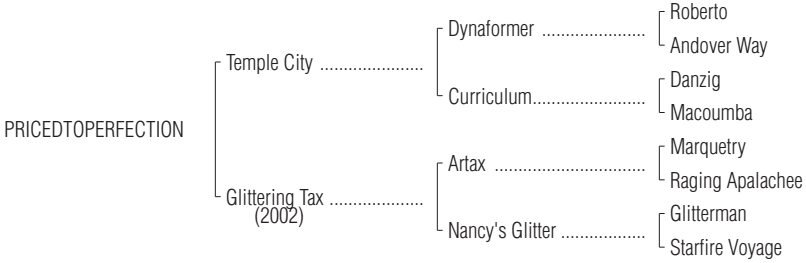 Roberto
Dynaformer ......................
Andover Way
Temple City ......................
Danzig
Curriculum........................
Macoumba
PRICEDTOPERFECTION
Marquetry
Artax ................................
Raging Apalachee
Glittering Tax ....................
(2002)
Glitterman
Nancy's Glitter ..................
Starfire Voyage